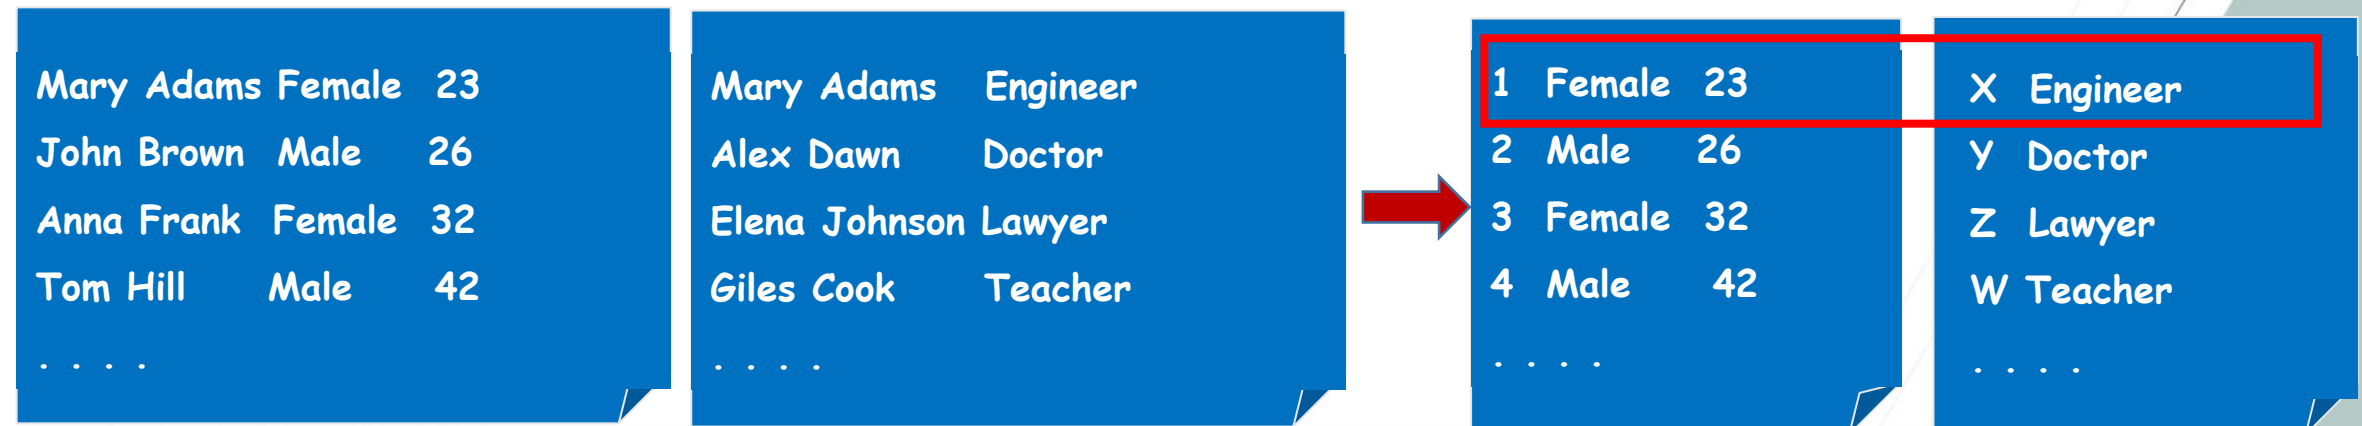 Mary Adams Female 23
John Brown Male 26
Anna Frank Female 32
Tom Hill Male 42
. . . .
Mary Adams Engineer
Alex Dawn Doctor
Elena Johnson Lawyer
Giles Cook Teacher
. . . .
1 Female 23
2 Male 26
3 Female 32
4 Male 42
. . . .
X Engineer
Y Doctor
Z Lawyer
W Teacher
. . . .